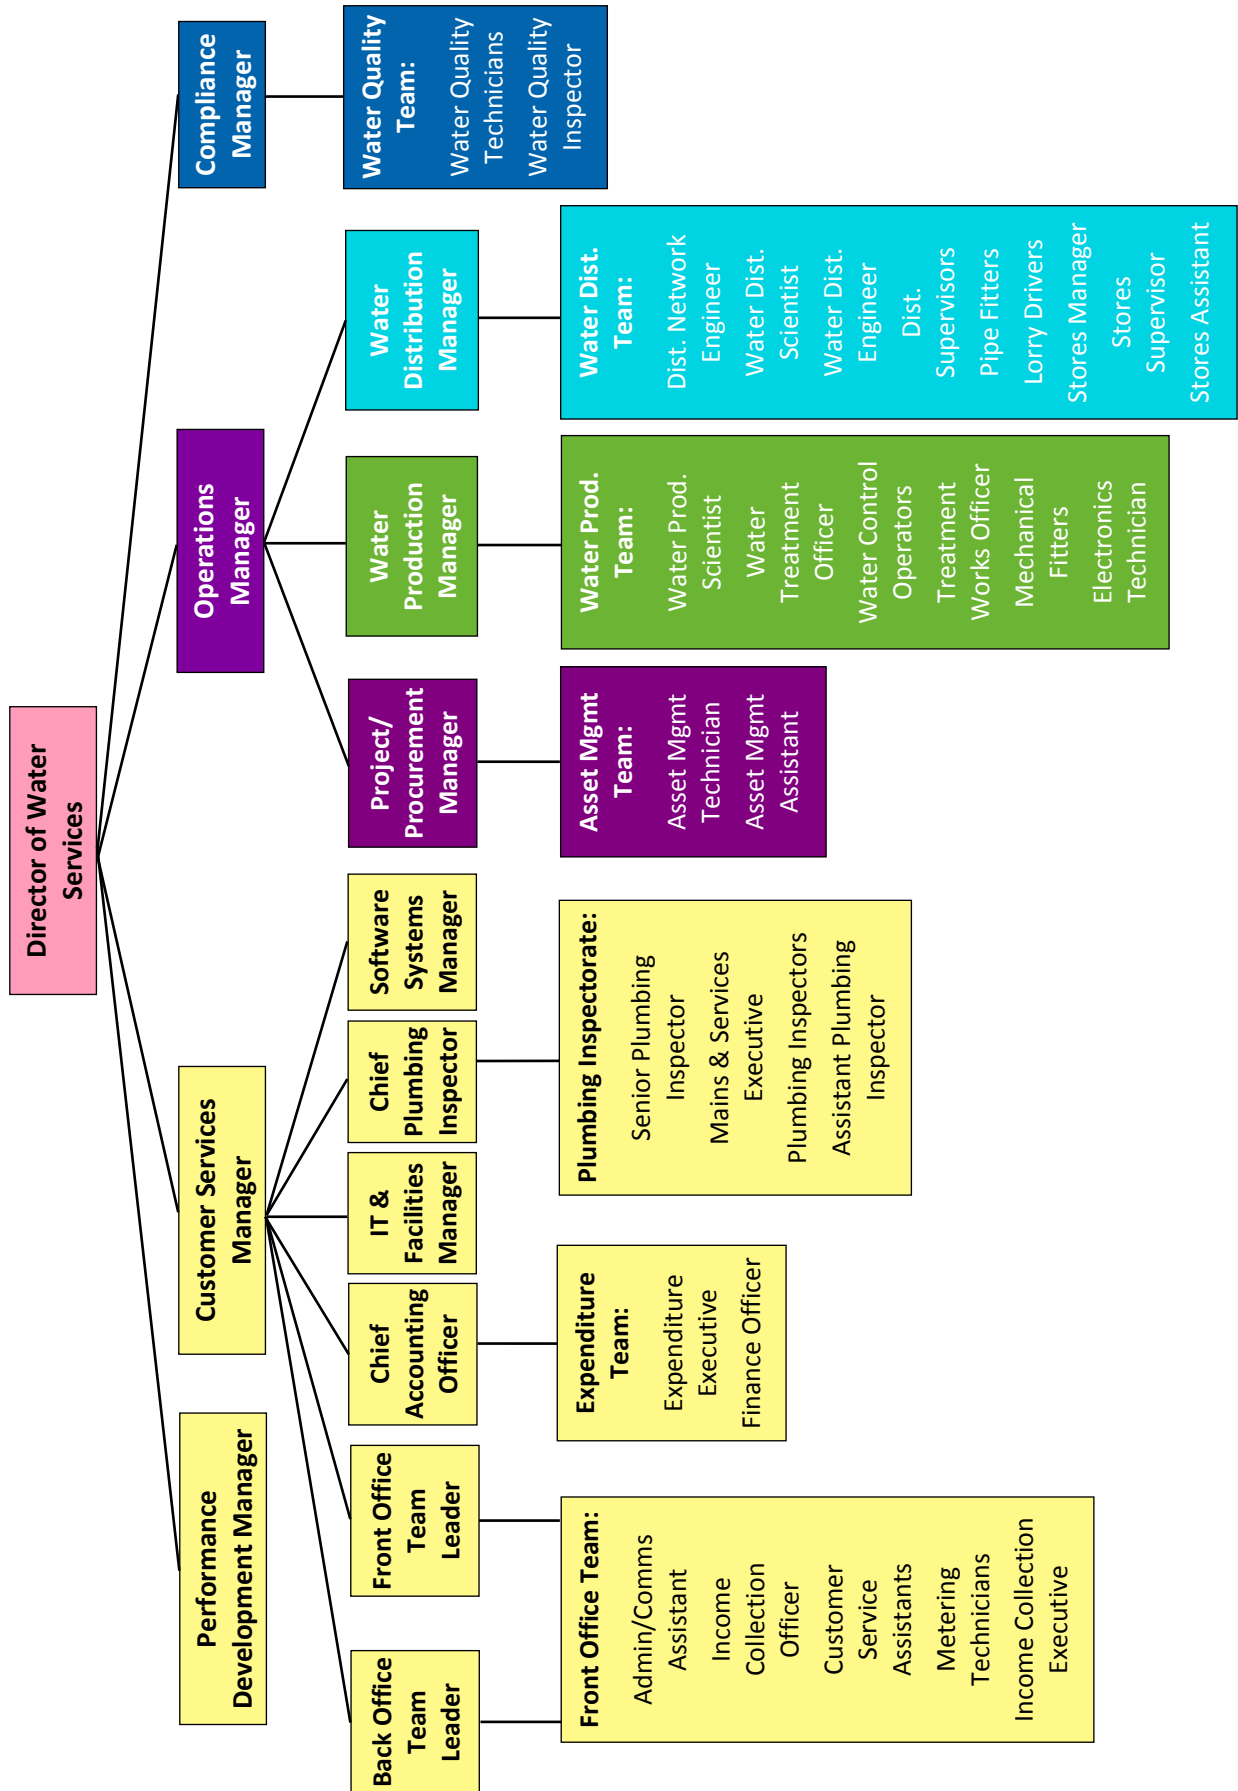 Director of Water
Services
Performance
Development Manager
Customer Services
Manager
Operations
Manager
Compliance
Manager
Back Office
Team
Leader
Front Office
Team
Leader
Chief
Accounting
Officer
IT &
Facilities
Manager
Chief
Plumbing
Inspector
Software
Systems
Manager
Project/
Procurement
Manager
Water
Production
Manager
Water
Distribution
Manager
Water Quality
Team:
Water Quality
Technicians
Water Quality
Inspector
Front Office Team:
Admin/Comms
Assistant
Income
Collection
Officer
Customer
Service
Assistants
Metering
Technicians
Income Collection
Executive
Expenditure
Team:
Expenditure
Executive
Finance Officer
Plumbing Inspectorate:
Senior Plumbing
Inspector
Mains & Services
Executive
Plumbing Inspectors
Assistant Plumbing
Inspector
Asset Mgmt
Team:
Asset Mgmt
Technician
Asset Mgmt
Assistant
Water Prod.
Team:
Water Prod.
Scientist
Water
Treatment
Officer
Water Control
Operators
Treatment
Works Officer
Mechanical
Fitters
Electronics
Technician
Water Dist.
Team:
Dist. Network
Engineer
Water Dist.
Scientist
Water Dist.
Engineer
Dist.
Supervisors
Pipe Fitters
Lorry Drivers
Stores Manager
Stores
Supervisor
Stores Assistant